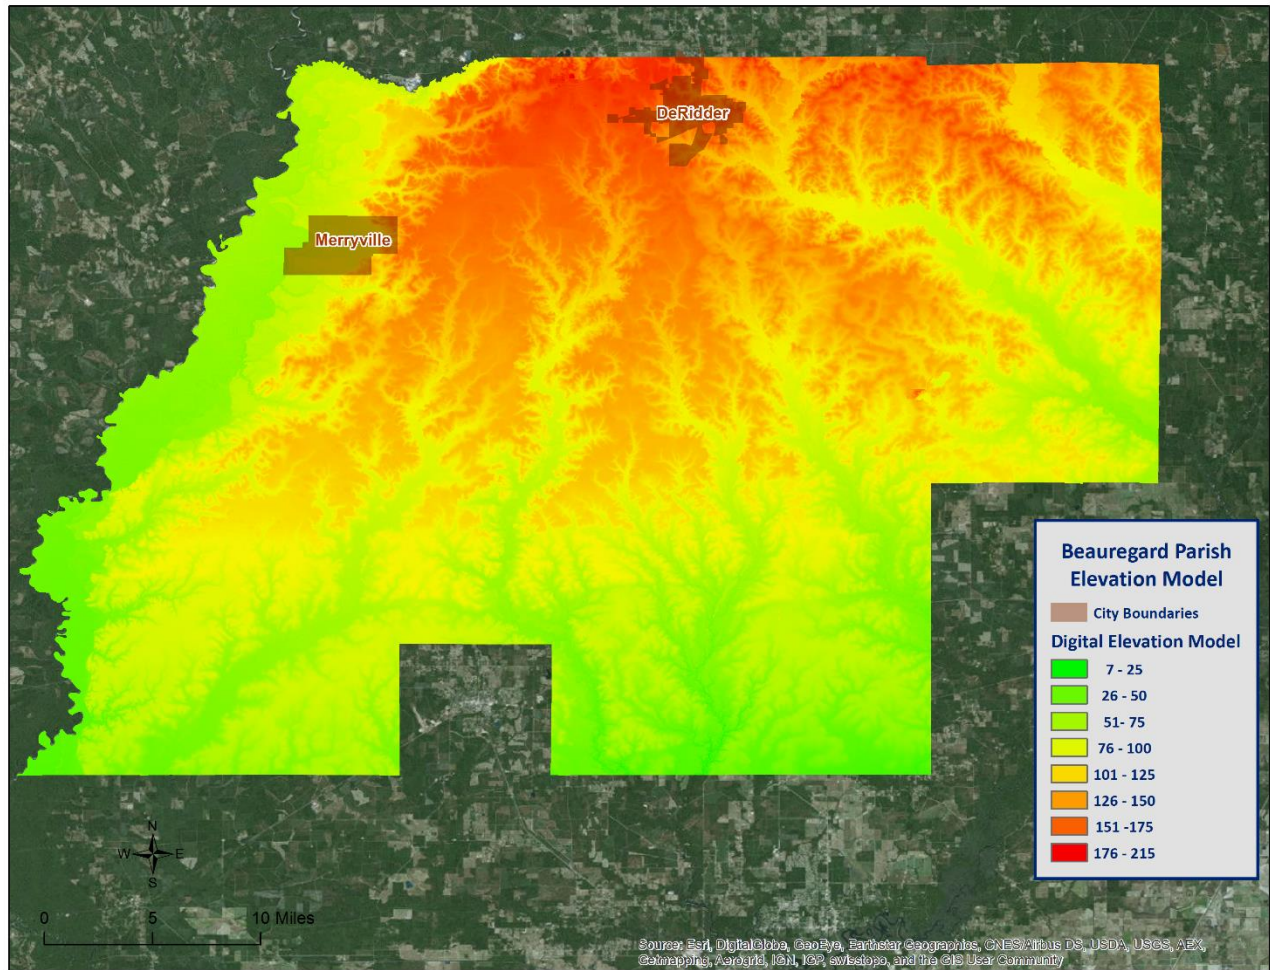 DeRidder
Merryville
Beauregard Parish
Elevation Model
City Boundaries
Digital Elevation Model
7 - 25
26 - 50
51- 75
76 - 100
101 - 125
126 - 150
151 -175
176 - 215
N
W E
S
0 5 10 Miles
Source: Esri, DigitalGlobe, GeoEye, Earthstar Geographics, CNES/Airbus DS, USDA, USGS, AEX,
Getmapping, Aerogrid, IGN, IGP, swisstopo, and the GIS User Community